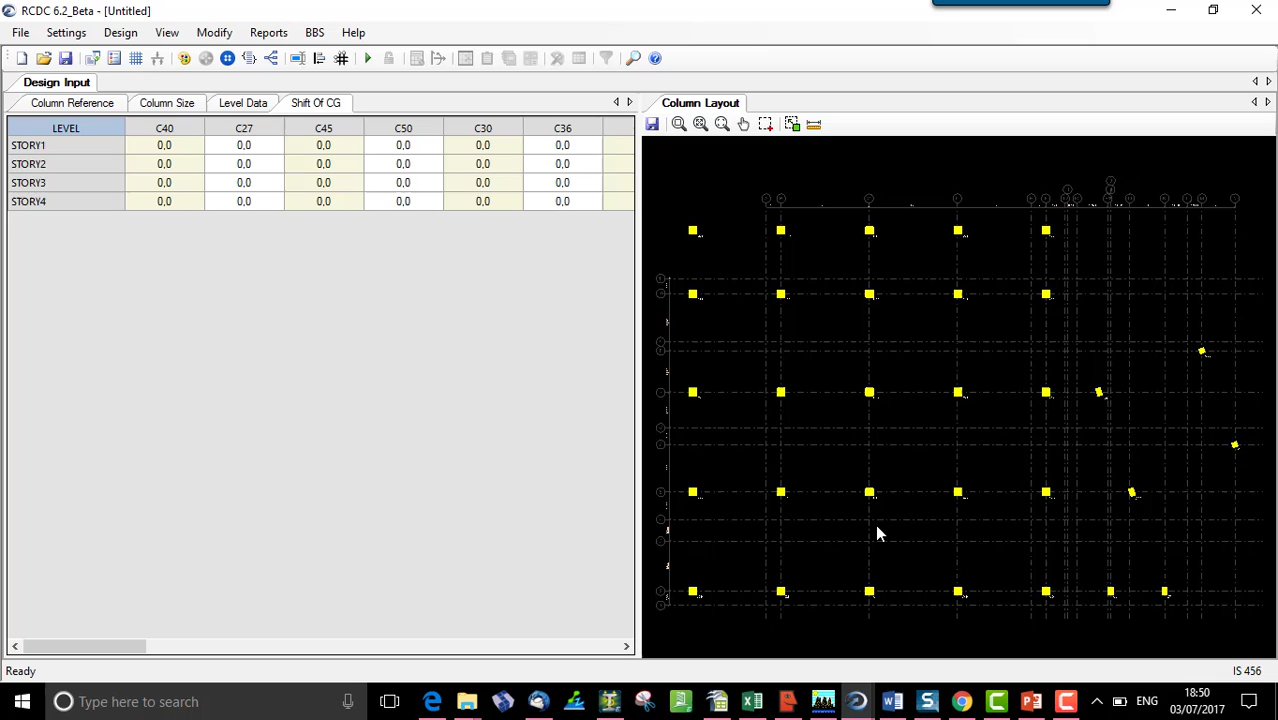 RCDC 6.2_Beta - [Untitled]
File Settings Design View Modify Reports BBS Help
Design Input
Column Reference Column Size Level Data Shift Of CG
Column Layout
LEVEL C40 C27 C45 C50 C30 C36
STORY1 0,0 0,0 0,0 0,0 0,0 0,0
STORY2 0,0 0,0 0,0 0,0 0,0 0,0
STORY3 0,0 0,0 0,0 0,0 0,0 0,0
STORY4 0,0 0,0 0,0 0,0 0,0 0,0
Ready IS 456
Type here to search
ENG
18:50
03/07/2017